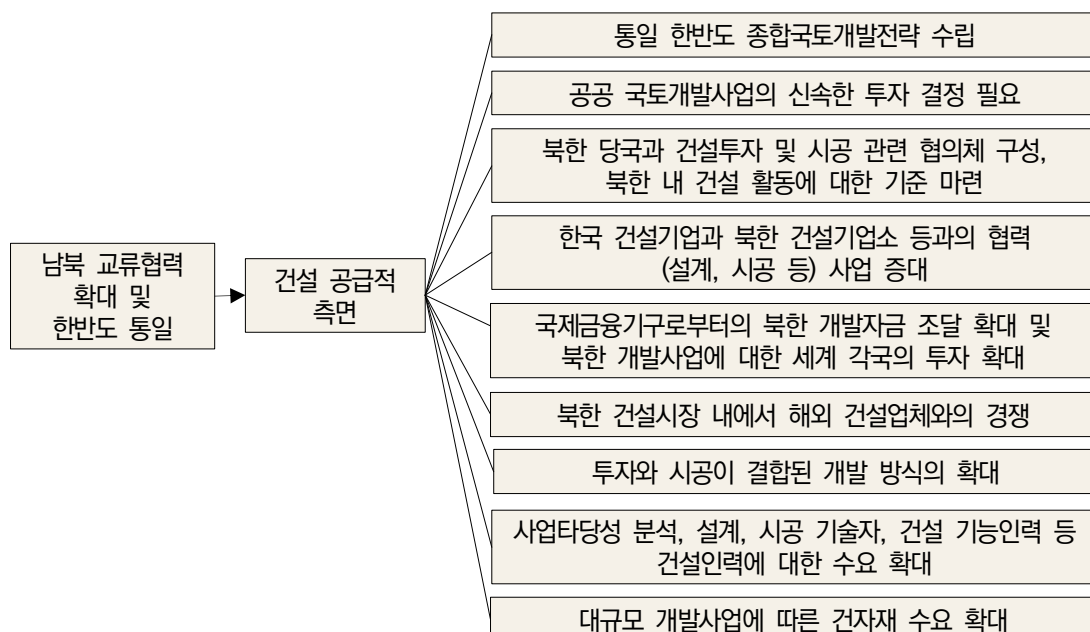 통일 한반도 종합국토개발전략 수립
공공 국토개발사업의 신속한 투자 결정 필요
북한 당국과 건설투자 및 시공 관련 협의체 구성,
북한 내 건설 활동에 대한 기준 마련
남북 교류협력
확대 및
한반도 통일
건설 공급적
측면
한국 건설기업과 북한 건설기업소 등과의 협력
(설계, 시공 등) 사업 증대
국제금융기구로부터의 북한 개발자금 조달 확대 및
북한 개발사업에 대한 세계 각국의 투자 확대
북한 건설시장 내에서 해외 건설업체와의 경쟁
투자와 시공이 결합된 개발 방식의 확대
사업타당성 분석, 설계, 시공 기술자, 건설 기능인력 등
건설인력에 대한 수요 확대
대규모 개발사업에 따른 건자재 수요 확대